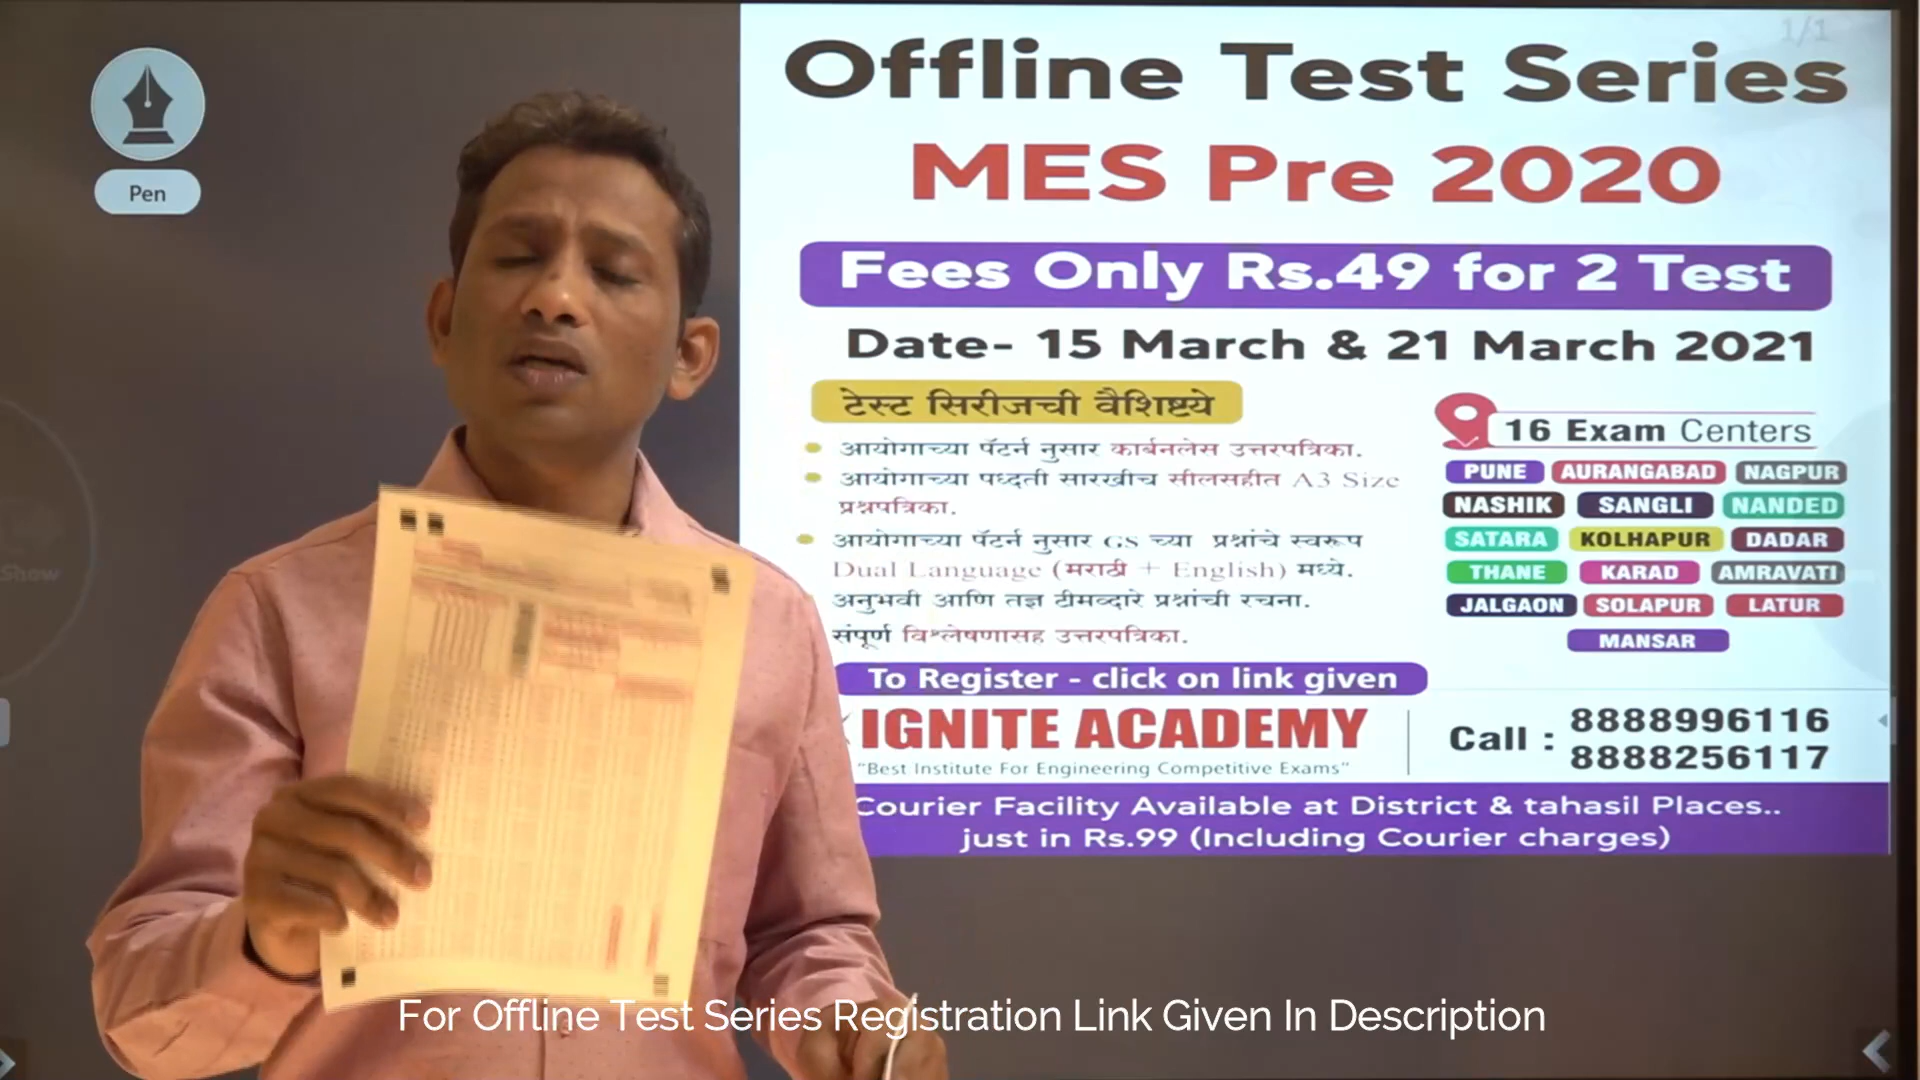 1/1
Offline Test Series
MES Pre 2020
Pen
Fees Only Rs.49 for 2 Test
Date- 15 March & 21 March 2021
टेस्ट सिरीजची वैशिष्ट्ये
आयोगाच्या पॅटर्न नुसार कार्बनलेस उत्तरपत्रिका.
आयोगाच्या पध्दती सारखीच सीलसहीत A3 Size
प्रश्नपत्रिका.
आयोगाच्या पॅटर्न नुसार GS च्या प्रश्नांचे स्वरूप
Dual Language (मराठी + English) मध्ये.
अनुभवी आणि तज्ञ टीमव्दारे प्रश्नांची रचना.
संपूर्ण विश्लेषणासह उत्तरपत्रिका.
16 Exam Centers
PUNE AURANGABAD NAGPUR
NASHIK SANGLI NANDED
SATARA KOLHAPUR DADAR
THANE KARAD AMRAVATI
JALGAON SOLAPUR LATUR
MANSAR
Show
To Register - click on link given
IGNITE ACADEMY
"Best Institute For Engineering Competitive Exams"
Call : 8888996116
8888256117
Courier Facility Available at District & tahasil Places..
just in Rs.99 (Including Courier charges)
For Offline Test Series Registration Link Given In Description